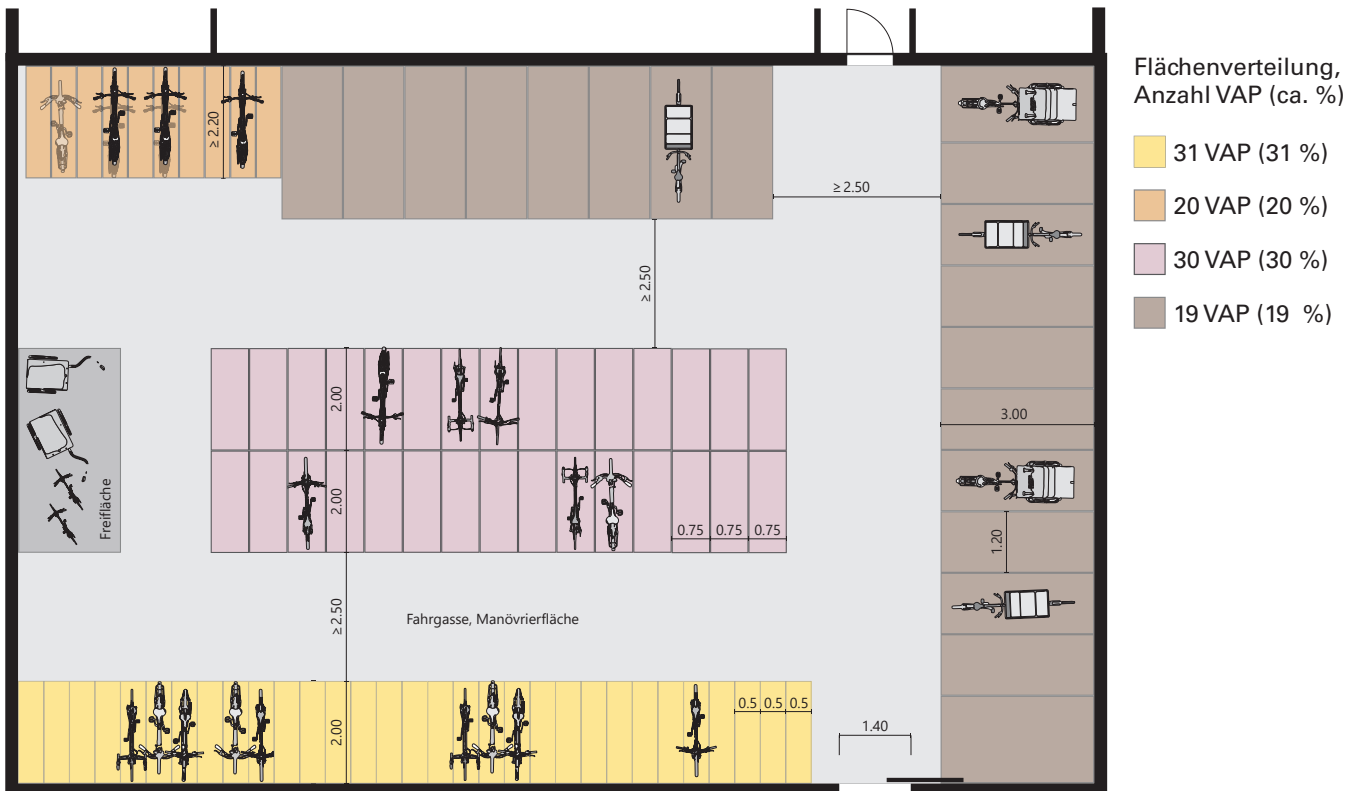 Flächenverteilung,
Anzahl VAP (ca. %)
31 VAP (31 %)
20 VAP (20 %)
30 VAP (30 %)
19 VAP (19 %)
≥ 2.20
≥ 2.50
≥ 2.50
2.00
3.00
Freifläche
2.00
0.75 0.75 0.75
1.20
≥ 2.50
Fahrgasse, Manövrierfläche
2.00
0.5 0.5 0.5
1.40